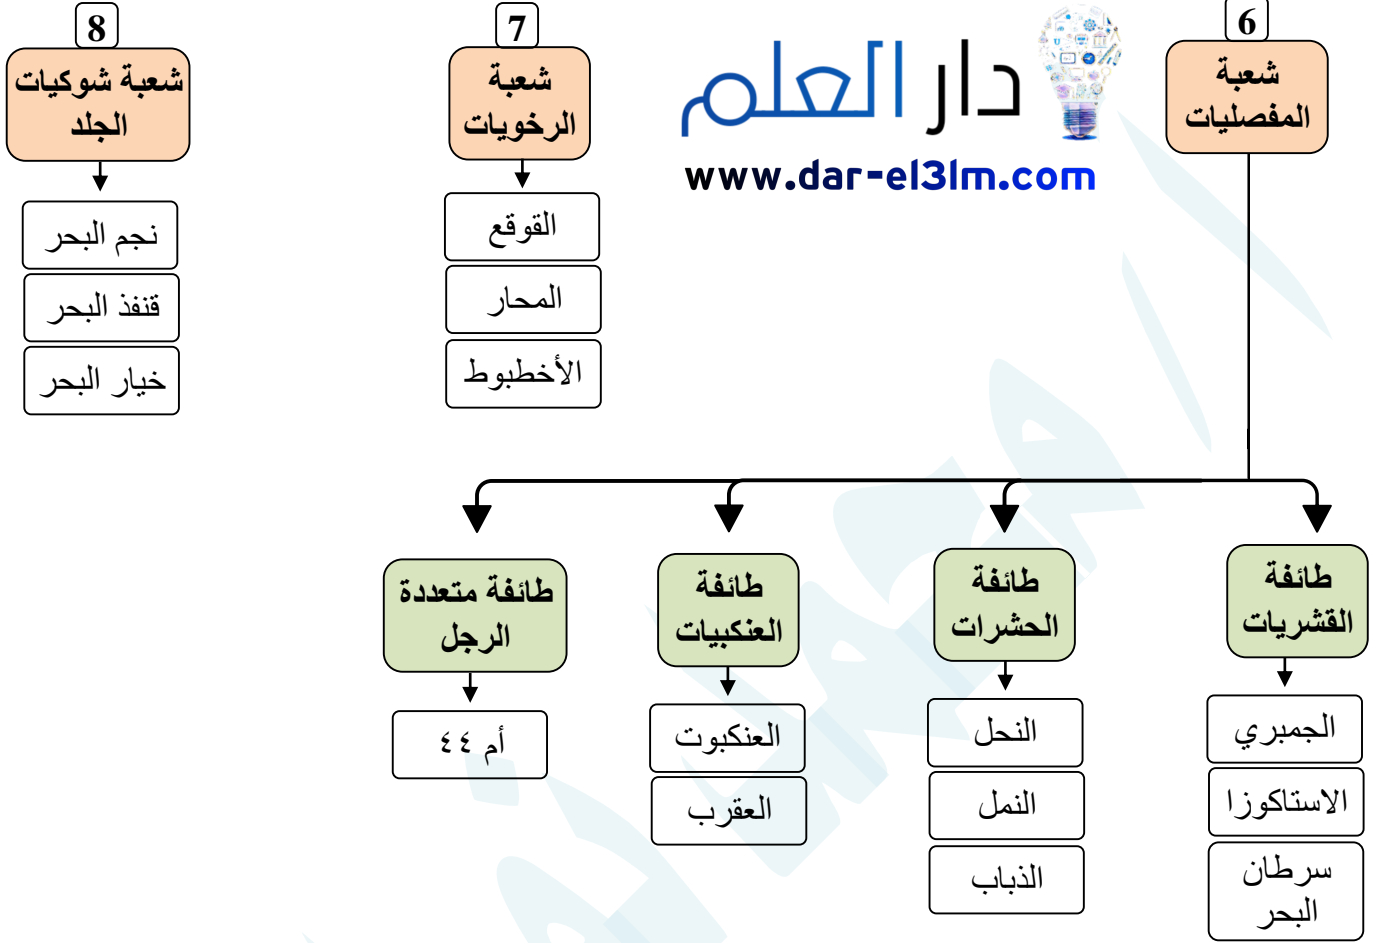 6
شعبة
المفصليات
دار العلم
www.dar-el3lm.com
7
شعبة
الرخويات
القوقع
المحار
الأخطبوط
8
شعبة شوكيات
الجلد
نجم البحر
قنفذ البحر
خيار البحر
طائفة
القشريات
الجمبري
الاستاكوزا
سرطان
البحر
طائفة
الحشرات
النحل
النمل
الذباب
طائفة
العنكبيات
العنكبوت
العقرب
طائفة متعددة
الرجل
أم ٤٤